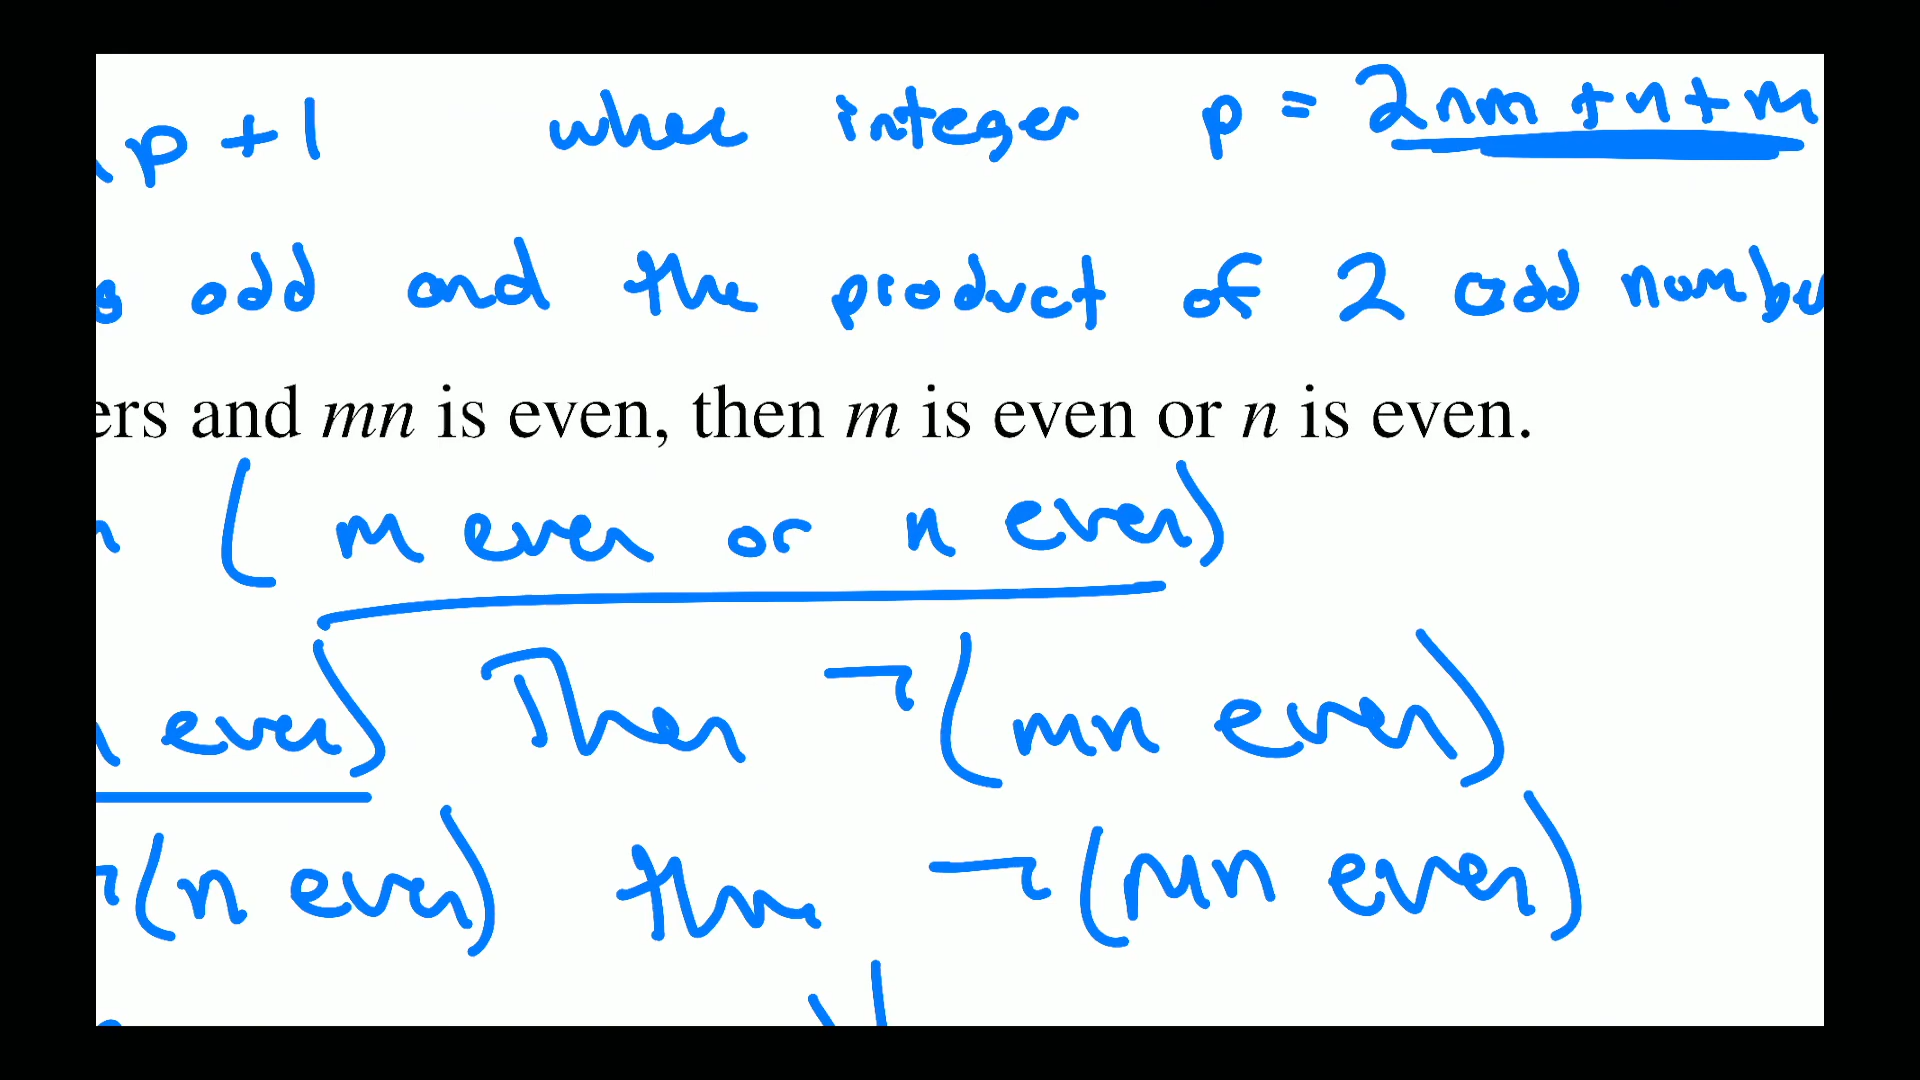 p + 1 where integer p = 2nm + n + m
odd and the product of 2 odd number
ers and mn is even, then m is even or n is even.
( m even or n even)
n even) Then ¬(mn even)
¬(n even) then ¬(mn even)